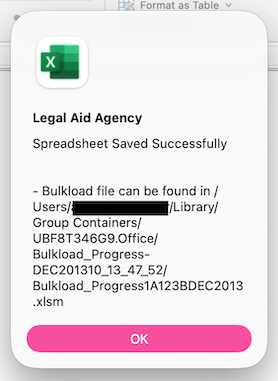 Format as Table
Legal Aid Agency
Spreadsheet Saved Successfully
- Bulkload file can be found in /
Users/ /Library/
Group Containers/
UBF8T346G9.Office/
Bulkload_Progress-
DEC201310_13_47_52/
Bulkload_Progress1A123BDEC2013
.xlsm
OK